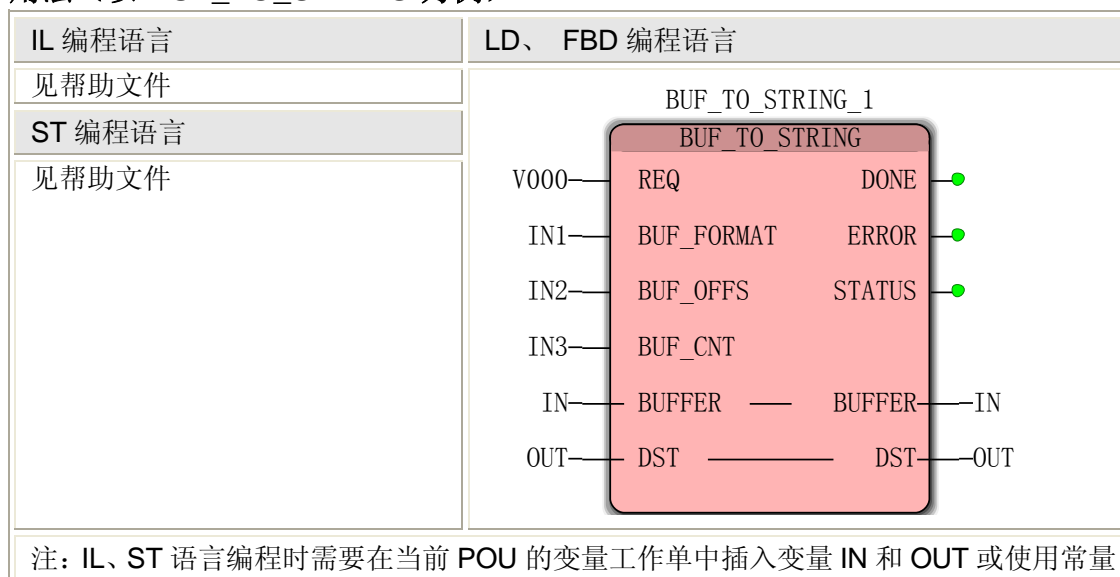 IL 编程语言
LD、 FBD 编程语言
见帮助文件
ST 编程语言
见帮助文件
BUF_TO_STRING_1
BUF_TO_STRING
V000 REQ DONE
IN1 BUF_FORMAT ERROR
IN2 BUF_OFFS STATUS
IN3 BUF_CNT
IN BUFFER BUFFER IN
OUT DST DST OUT
注：IL、ST 语言编程时需要在当前 POU 的变量工作单中插入变量 IN 和 OUT 或使用常量